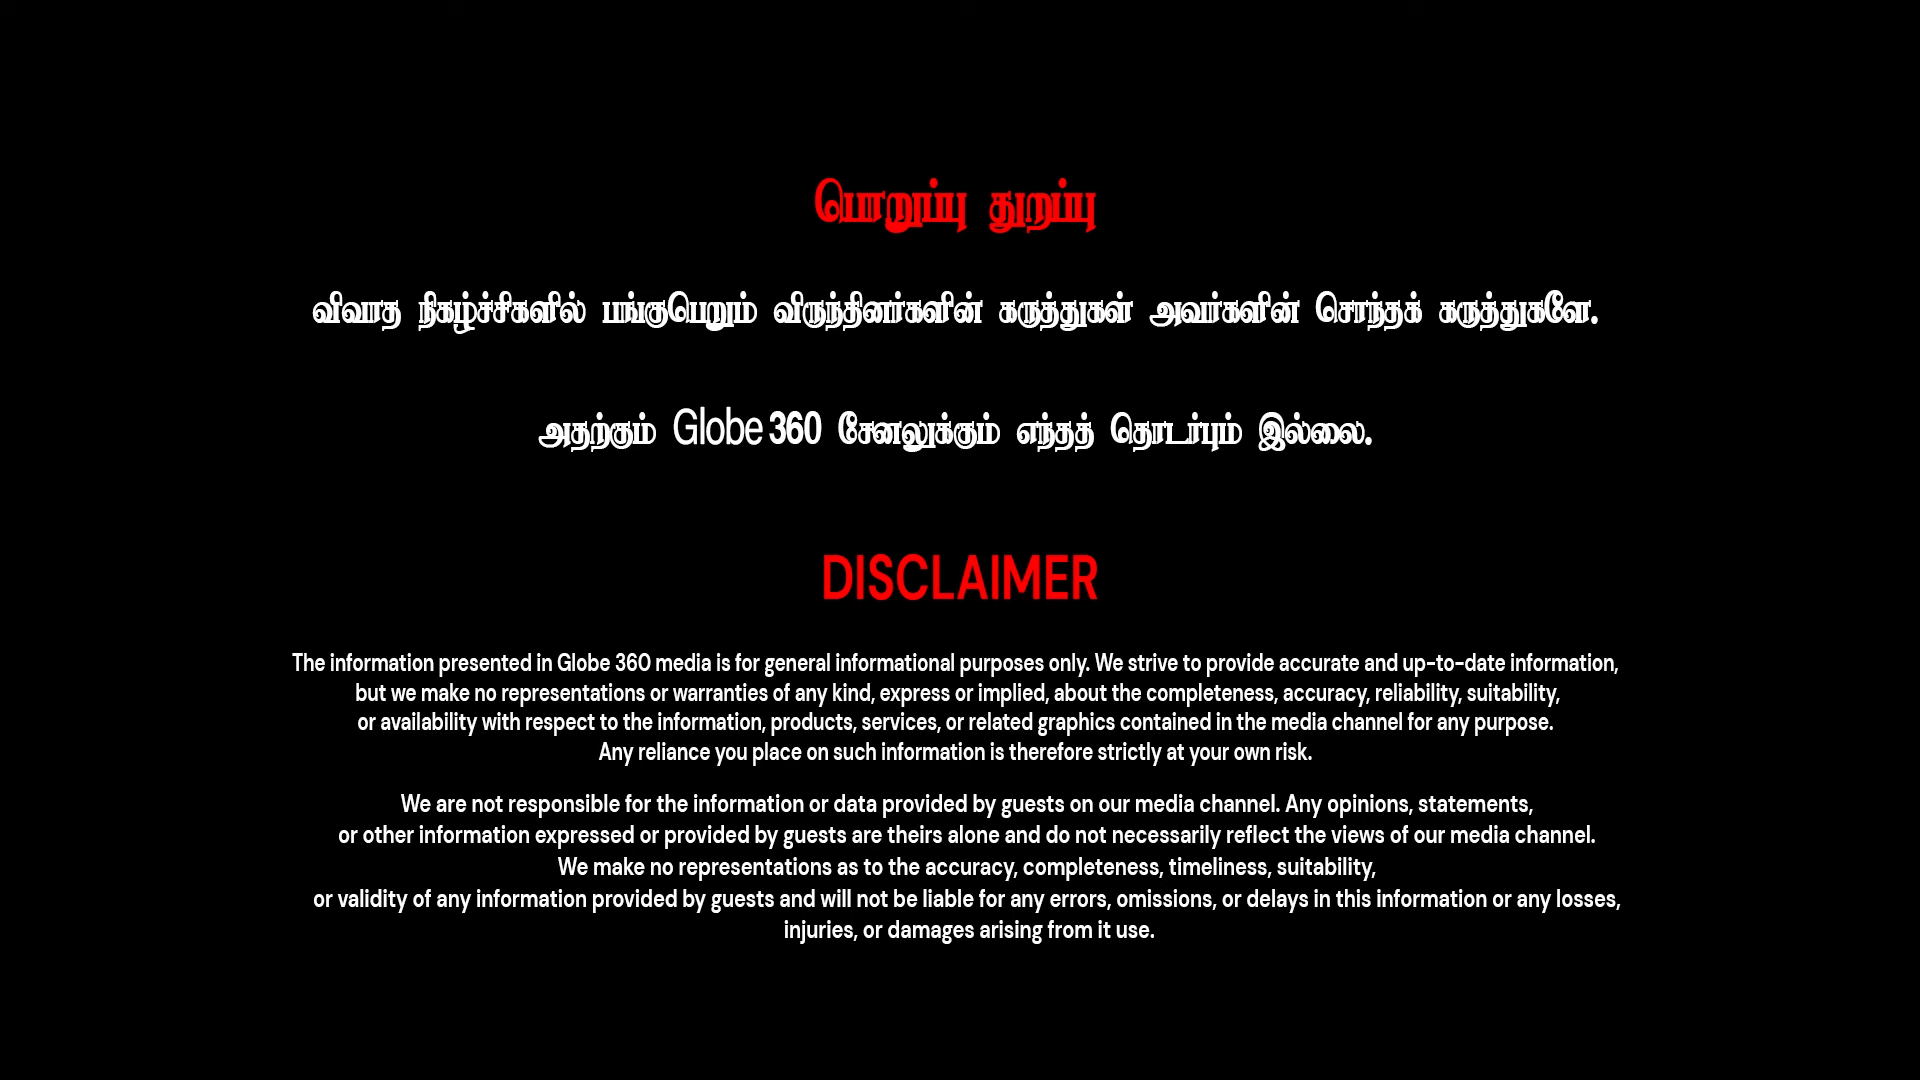 பொறுப்பு துறப்பு
விவாத நிகழ்ச்சிகளில் பங்குபெறும் விருந்தினர்களின் கருத்துகள் அவர்களின் சொந்தக் கருத்துகளே.
அதற்கும் Globe 360 சேனலுக்கும் எந்தத் தொடர்பும் இல்லை.
DISCLAIMER
The information presented in Globe 360 media is for general informational purposes only. We strive to provide accurate and up-to-date information,
but we make no representations or warranties of any kind, express or implied, about the completeness, accuracy, reliability, suitability,
or availability with respect to the information, products, services, or related graphics contained in the media channel for any purpose.
Any reliance you place on such information is therefore strictly at your own risk.
We are not responsible for the information or data provided by guests on our media channel. Any opinions, statements,
or other information expressed or provided by guests are theirs alone and do not necessarily reflect the views of our media channel.
We make no representations as to the accuracy, completeness, timeliness, suitability,
or validity of any information provided by guests and will not be liable for any errors, omissions, or delays in this information or any losses,
injuries, or damages arising from it use.